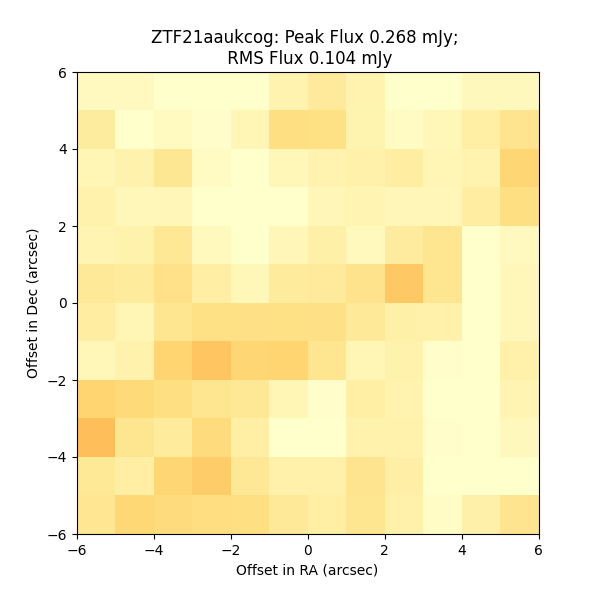 ZTF21aaukcog: Peak Flux 0.268 mJy;
RMS Flux 0.104 mJy
6
4
2
0
−2
−4
−6
Offset in Dec (arcsec)
−6 −4 −2 0 2 4 6
Offset in RA (arcsec)